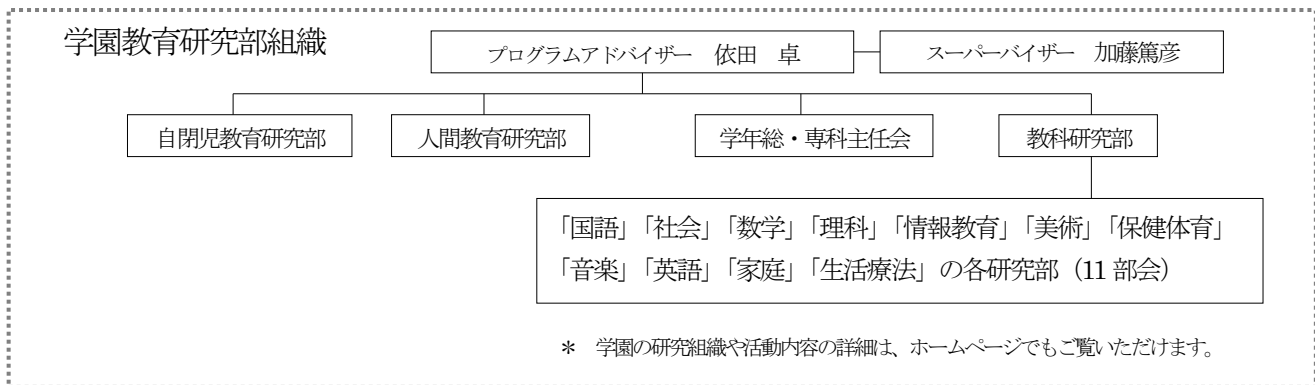 学園教育研究部組織
プログラムアドバイザー　依田　卓
スーパーバイザー　加藤篤彦
自閉児教育研究部
人間教育研究部
学年総・専科主任会
教科研究部
「国語」「社会」「数学」「理科」「情報教育」「美術」「保健体育」
「音楽」「英語」「家庭」「生活療法」の各研究部（11 部会）
＊　学園の研究組織や活動内容の詳細は、ホームページでもご覧いただけます。